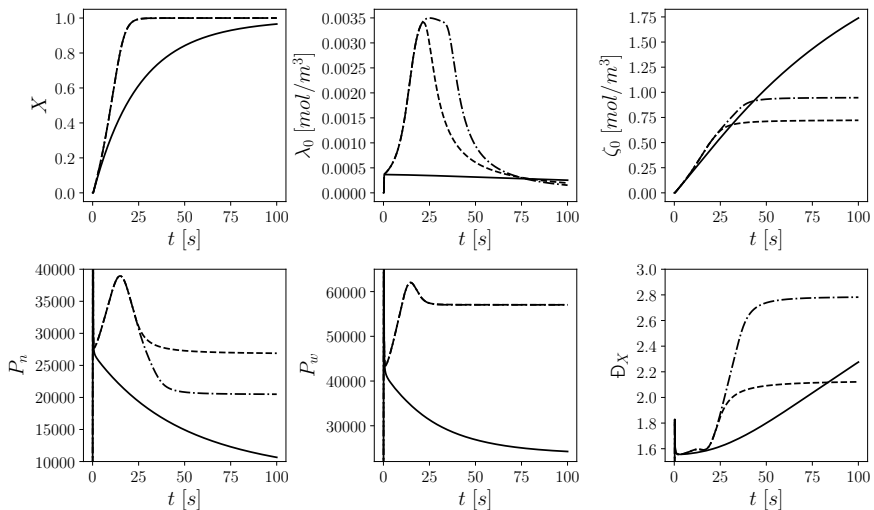 1.0
0.8
0.6
0.4
0.2
0.0
X
0 25 50 75 100
t [s]
0.0035
0.0030
0.0025
0.0020
0.0015
0.0010
0.0005
0.0000
λ₀ [mol/m³]
0 25 50 75 100
t [s]
1.75
1.50
1.25
1.00
0.75
0.50
0.25
0.00
ζ₀ [mol/m³]
0 25 50 75 100
t [s]
40000
35000
30000
25000
20000
15000
10000
Pₙ
0 25 50 75 100
t [s]
60000
50000
40000
30000
P_w
0 25 50 75 100
t [s]
3.0
2.8
2.6
2.4
2.2
2.0
1.8
1.6
Đ_X
0 25 50 75 100
t [s]